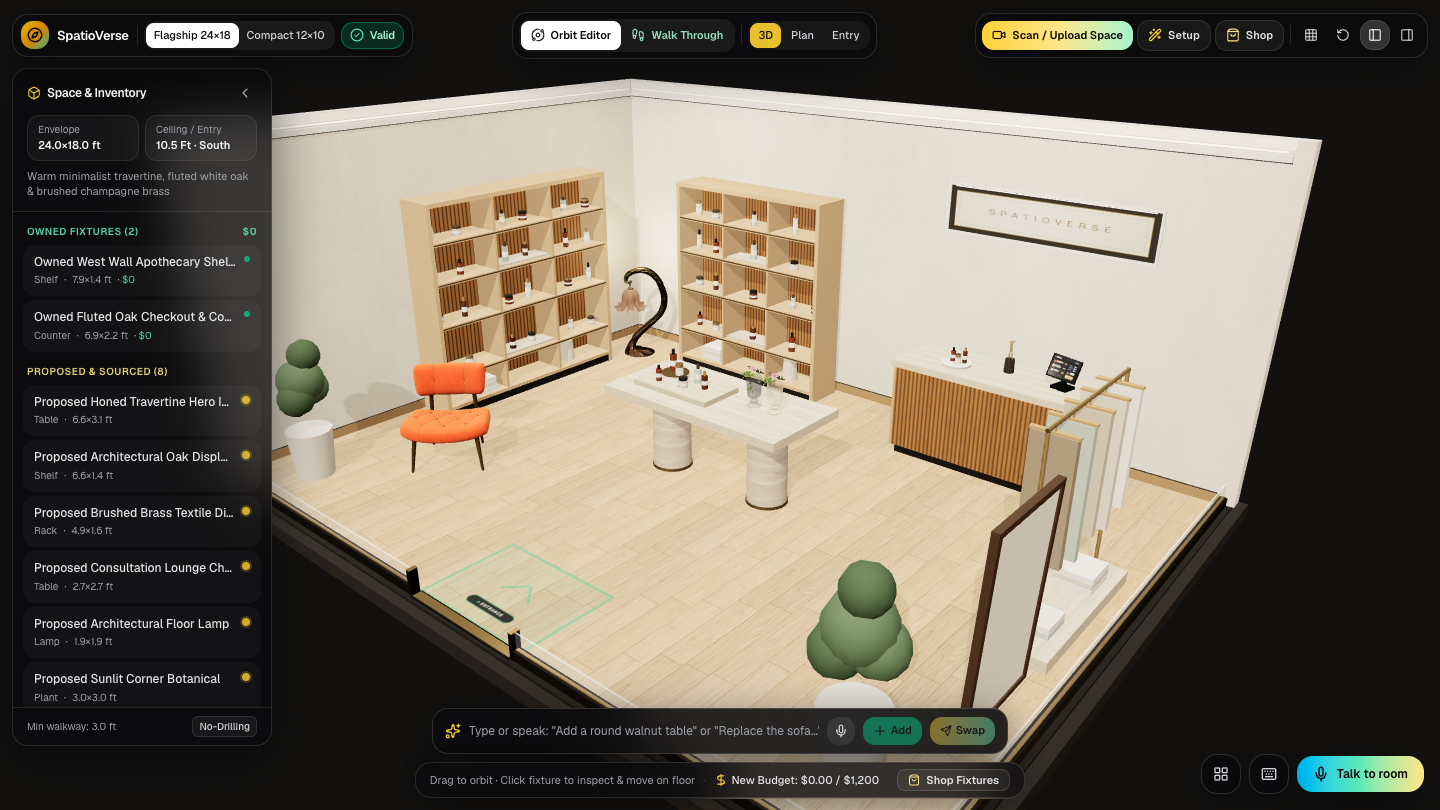 SpatioVerse
Flagship 24×18
Compact 12×10
Valid
Orbit Editor
Walk Through
3D
Plan
Entry
Scan / Upload Space
Setup
Shop
Space & Inventory
Envelope
24.0×18.0 ft
Ceiling / Entry
10.5 Ft · South
Warm minimalist travertine, fluted white oak
& brushed champagne brass
OWNED FIXTURES (2)
$0
Owned West Wall Apothecary Shel...
Shelf · 7.9×1.4 ft · $0
Owned Fluted Oak Checkout & Co...
Counter · 6.9×2.2 ft · $0
PROPOSED & SOURCED (8)
Proposed Honed Travertine Hero I...
Table · 6.6×3.1 ft
Proposed Architectural Oak Displ...
Shelf · 6.6×1.4 ft
Proposed Brushed Brass Textile Di...
Rack · 4.9×1.6 ft
Proposed Consultation Lounge Ch...
Table · 2.7×2.7 ft
Proposed Architectural Floor Lamp
Lamp · 1.9×1.9 ft
Proposed Sunlit Corner Botanical
Plant · 3.0×3.0 ft
Min walkway: 3.0 ft
No-Drilling
SPATIOVERSE
ENTRANCE
Type or speak: "Add a round walnut table" or "Replace the sofa..."
Add
Swap
Drag to orbit · Click fixture to inspect & move on floor · $ New Budget: $0.00 / $1,200
Shop Fixtures
Talk to room